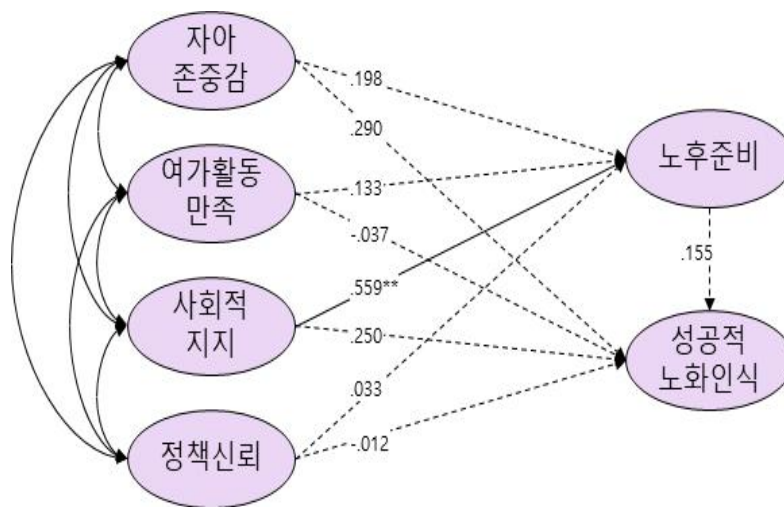 자아
존중감
.198
.290
여가활동
만족
.133
-.037
사회적
지지
.559**
.250
정책신뢰
.033
-.012
노후준비
.155
성공적
노화인식